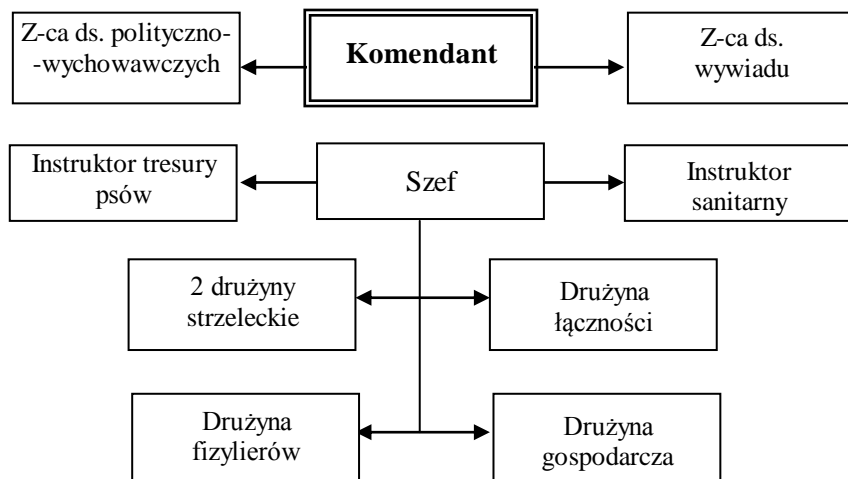 Z-ca ds. polityczno-
-wychowawczych
Komendant
Z-ca ds.
wywiadu
Instruktor tresury
psów
Szef
Instruktor
sanitarny
2 drużyny
strzeleckie
Drużyna
łączności
Drużyna
fizylierów
Drużyna
gospodarcza